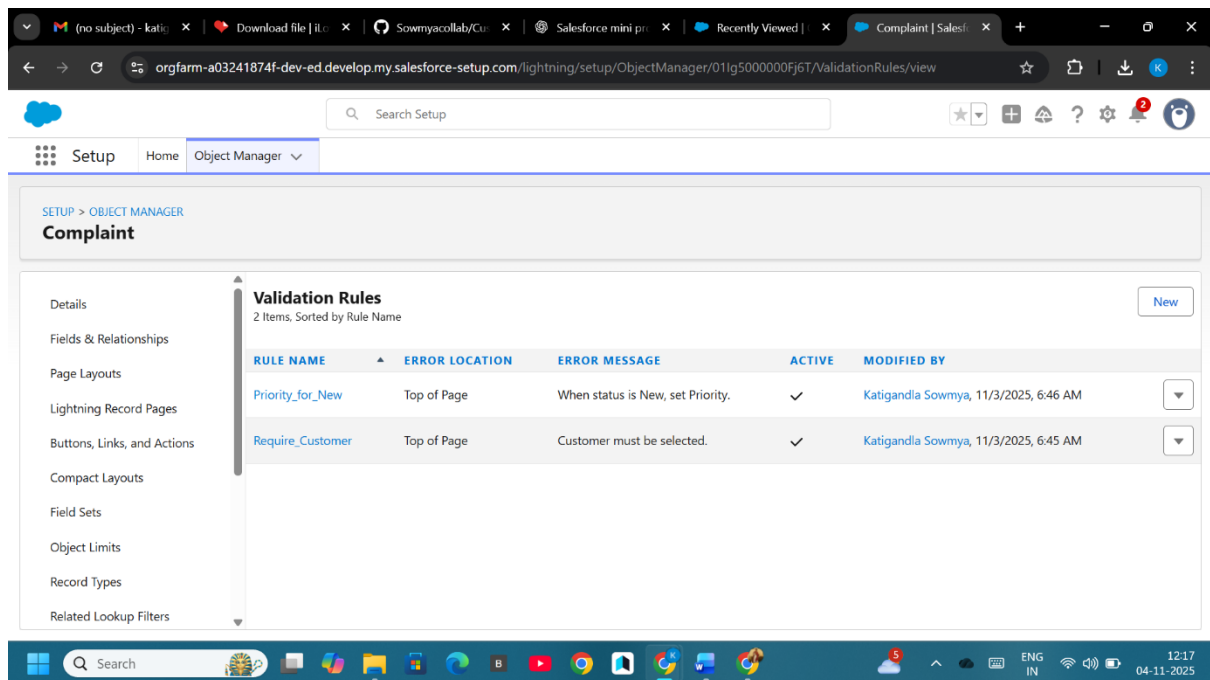 (no subject) - katig
Download file | iLo
Sowmyacollab/Cus
Salesforce mini pro
Recently Viewed |
Complaint | Salesfo
orgfarm-a03241874f-dev-ed.develop.my.salesforce-setup.com/lightning/setup/ObjectManager/01Ig5000000Fj6T/ValidationRules/view
K
Search Setup
2
Setup
Home
Object Manager
SETUP > OBJECT MANAGER
Complaint
Details
Fields & Relationships
Page Layouts
Lightning Record Pages
Buttons, Links, and Actions
Compact Layouts
Field Sets
Object Limits
Record Types
Related Lookup Filters
Validation Rules
2 Items, Sorted by Rule Name
New
RULE NAME ERROR LOCATION ERROR MESSAGE ACTIVE MODIFIED BY
Priority_for_New Top of Page When status is New, set Priority. Katigandla Sowmya, 11/3/2025, 6:46 AM
Require_Customer Top of Page Customer must be selected. Katigandla Sowmya, 11/3/2025, 6:45 AM
Search
B
K
5
ENG
IN
12:17
04-11-2025